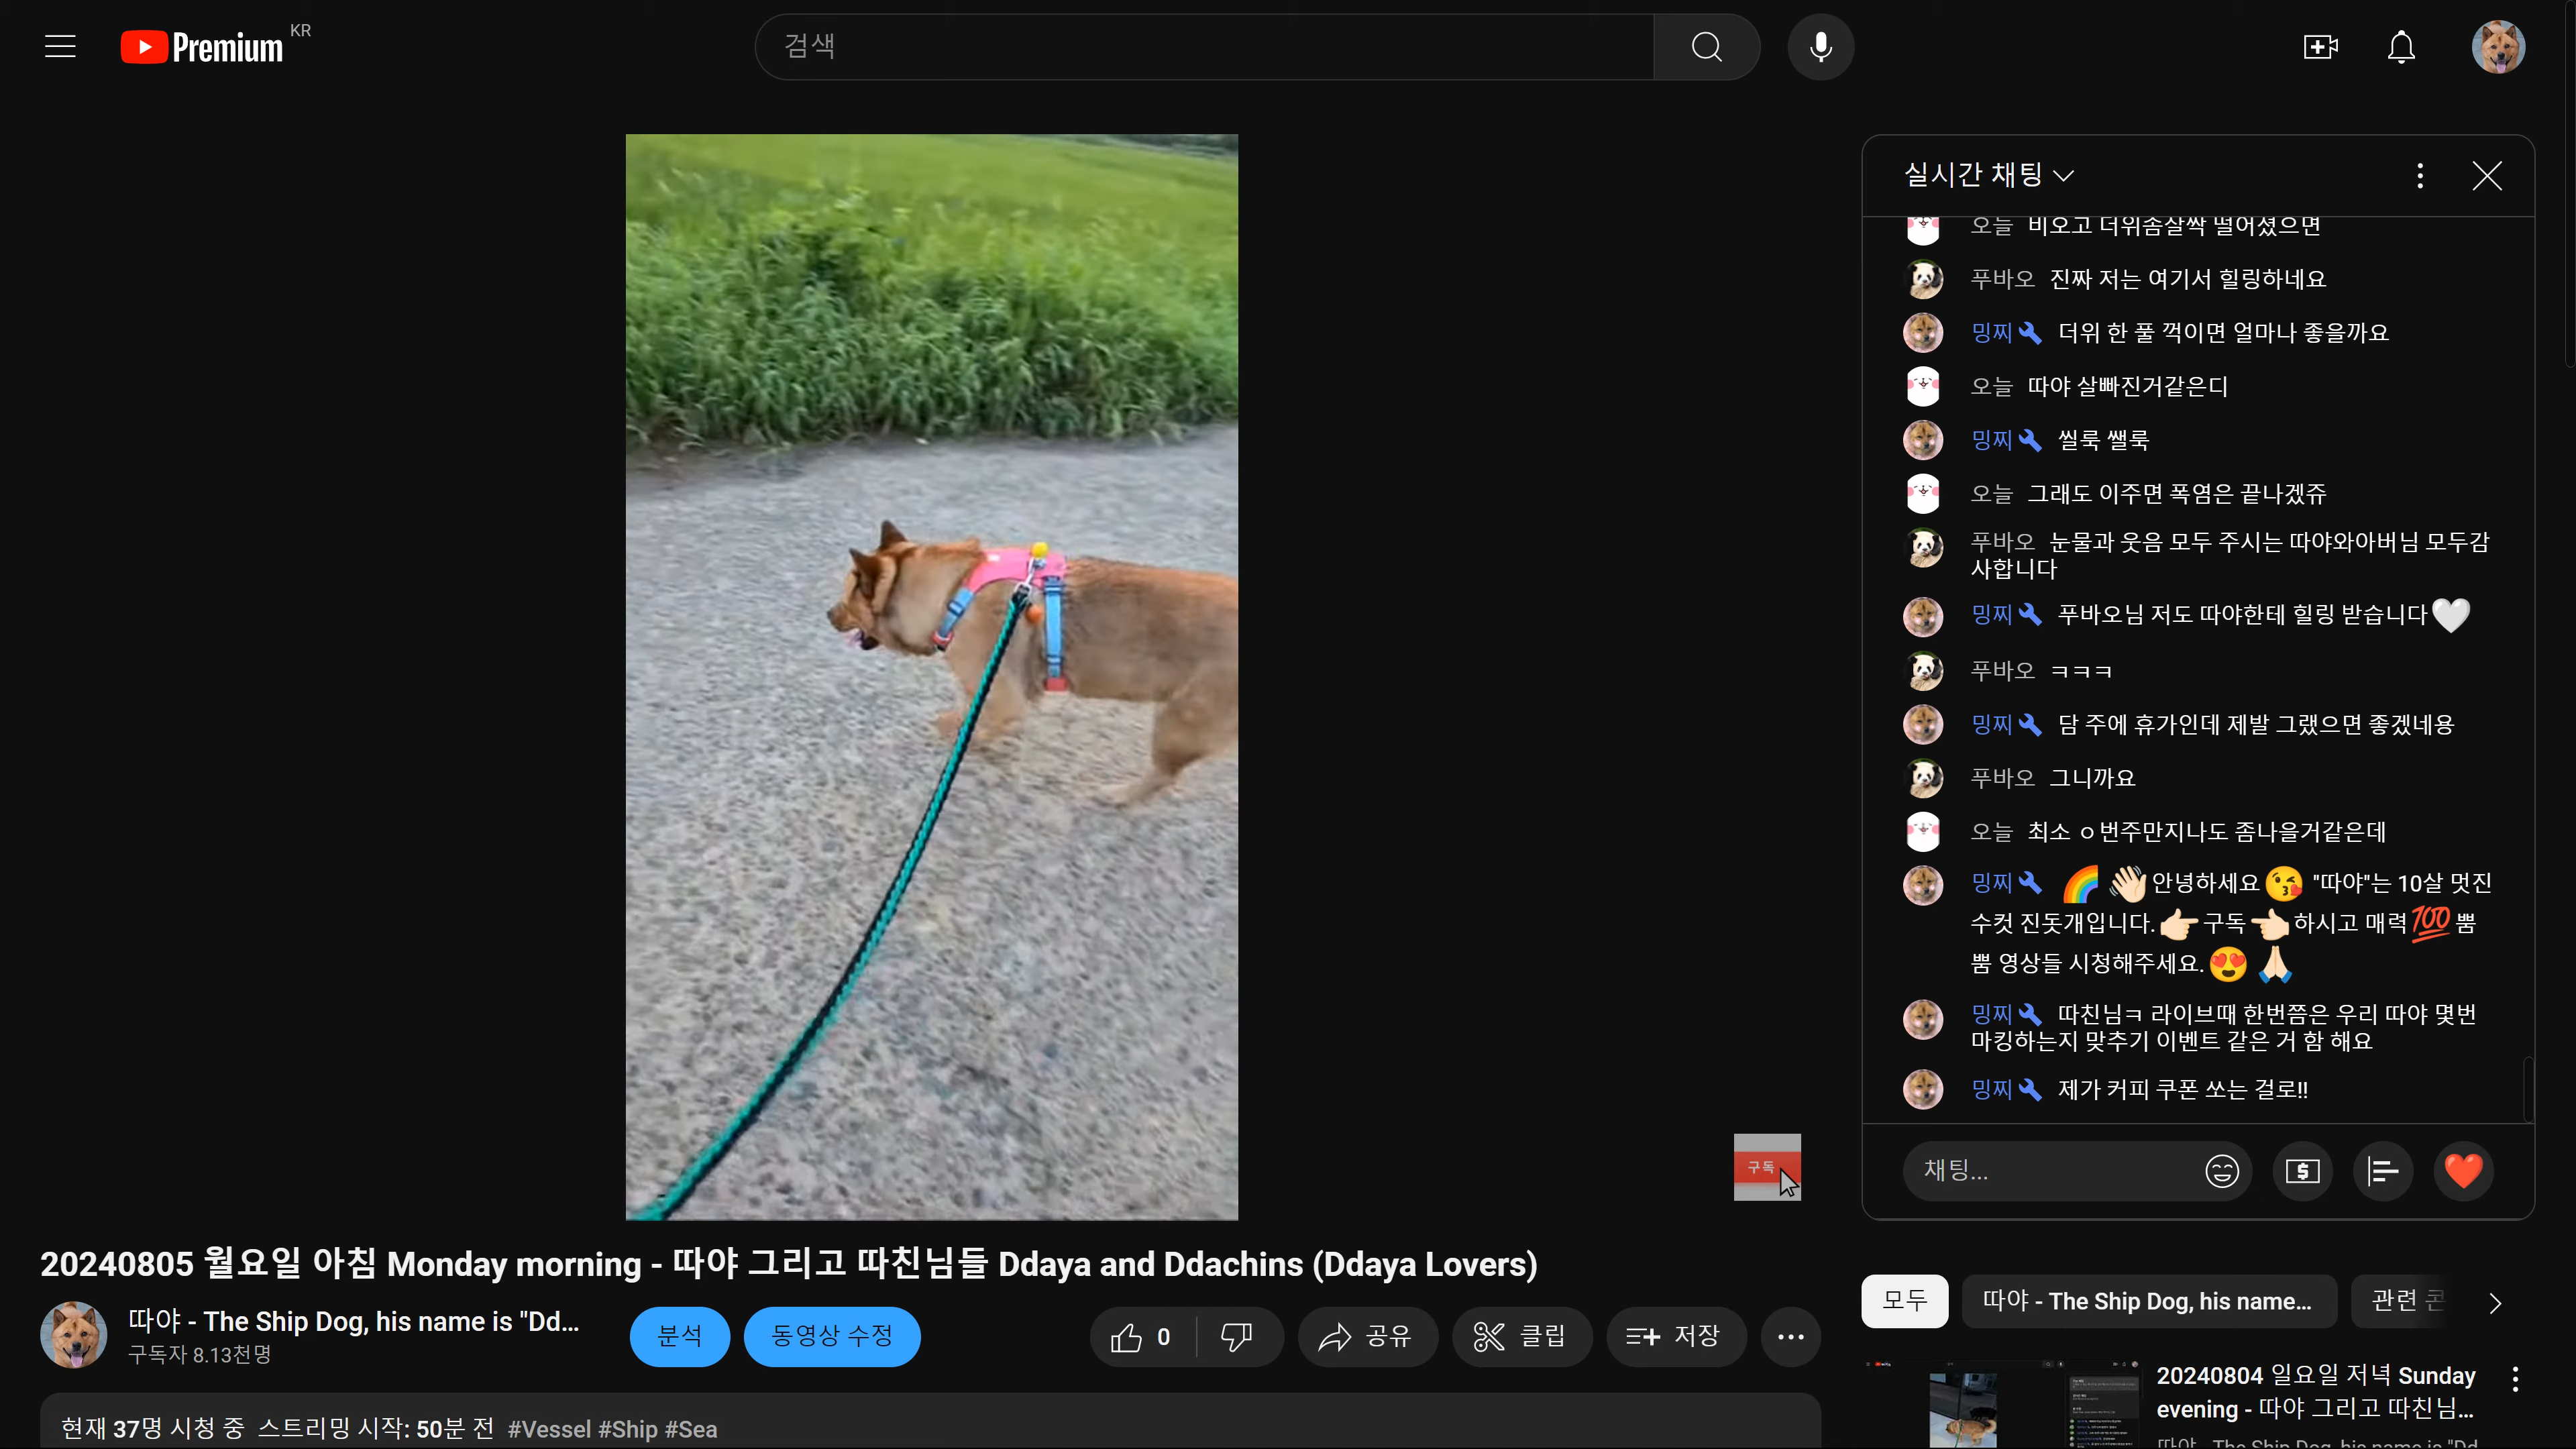 Premium KR
검색
실시간 채팅
오늘 비오고 더위좀살짝 떨어졌으면
푸바오 진짜 저는 여기서 힐링하네요
밍찌 더위 한 풀 꺽이면 얼마나 좋을까요
오늘 따야 살빠진거같은디
밍찌 씰룩 쌜룩
오늘 그래도 이주면 폭염은 끝나겠쥬
푸바오 눈물과 웃음 모두 주시는 따야와아버님 모두감
사합니다
밍찌 푸바오님 저도 따야한테 힐링 받습니다🤍
푸바오 ㅋㅋㅋ
밍찌 담 주에 휴가인데 제발 그랬으면 좋겠네용
푸바오 그니까요
오늘 최소 ㅇ번주만지나도 좀나을거같은데
밍찌 🌈👋🏻안녕하세요😘 "따야"는 10살 멋진
수컷 진돗개입니다.👉🏻구독👈🏻하시고 매력💯뿜
뿜 영상들 시청해주세요.😍🙏🏻
밍찌 따친님ㅋ 라이브때 한번쯤은 우리 따야 몇번
마킹하는지 맞추기 이벤트 같은 거 함 해요
밍찌 제가 커피 쿠폰 쏘는 걸로!!
구독
채팅...
20240805 월요일 아침 Monday morning - 따야 그리고 따친님들 Ddaya and Ddachins (Ddaya Lovers)
따야 - The Ship Dog, his name is "Dd...
구독자 8.13천명
분석
동영상 수정
0
공유
클립
저장
현재 37명 시청 중 스트리밍 시작: 50분 전 #Vessel #Ship #Sea
모두
따야 - The Ship Dog, his name...
관련
20240804 일요일 저녁 Sunday
evening - 따야 그리고 따친님...
따야 - The Ship Dog, his name is "Dd